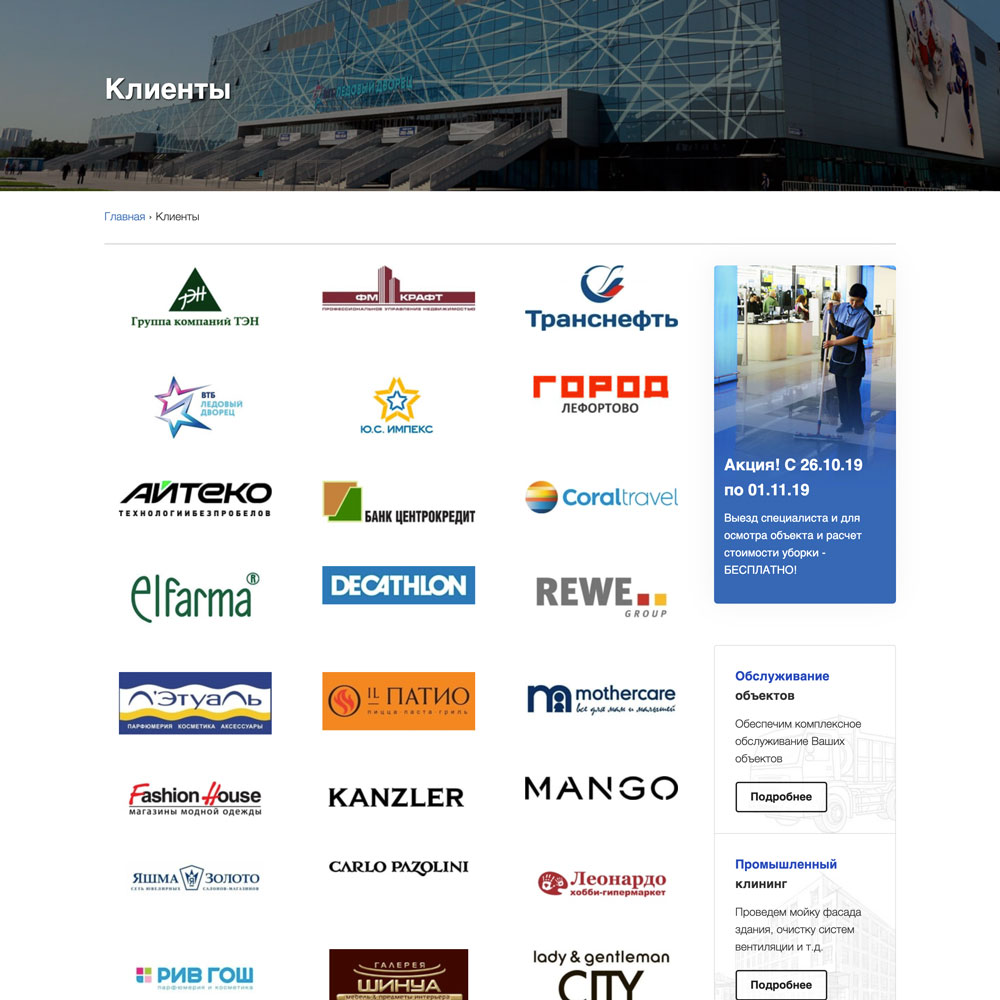 ЛЕДОВЫЙ ДВОРЕЦ
Клиенты
Главная › Клиенты
ТЭН
Группа компаний ТЭН
ФМ КРАФТ
ПРОФЕССИОНАЛЬНОЕ УПРАВЛЕНИЕ НЕДВИЖИМОСТЬЮ
Транснефть
ВТБ
ЛЕДОВЫЙ
ДВОРЕЦ
Ю.С. ИМПЕКС
ГОРОД
ЛЕФОРТОВО
АЙТЕКО
ТЕХНОЛОГИИБЕЗПРОБЕЛОВ
БАНК ЦЕНТРОКРЕДИТ
Coraltravel
elfarma®
DECATHLON
REWE
GROUP
Л'Этуаль
ПАРФЮМЕРИЯ КОСМЕТИКА АКСЕССУАРЫ
IL ПАТИО
пицца·паста·гриль
mothercare
все для мам и малышей
Fashion House
магазины модной одежды
KANZLER
MANGO
ЯШМА ЗОЛОТО
СЕТЬ ЮВЕЛИРНЫХ САЛОНОВ-МАГАЗИНОВ
CARLO PAZOLINI
Леонардо
хобби-гипермаркет
РИВ ГОШ
парфюмерия и косметика
ГАЛЕРЕЯ
ШИНУА
мебель & предметы интерьера
lady & gentleman
CITY
Акция! С 26.10.19
по 01.11.19
Выезд специалиста и для
осмотра объекта и расчет
стоимости уборки -
БЕСПЛАТНО!
Обслуживание
объектов
Обеспечим комплексное
обслуживание Ваших
объектов
Подробнее
Промышленный
клининг
Проведем мойку фасада
здания, очистку систем
вентиляции и т.д.
Подробнее